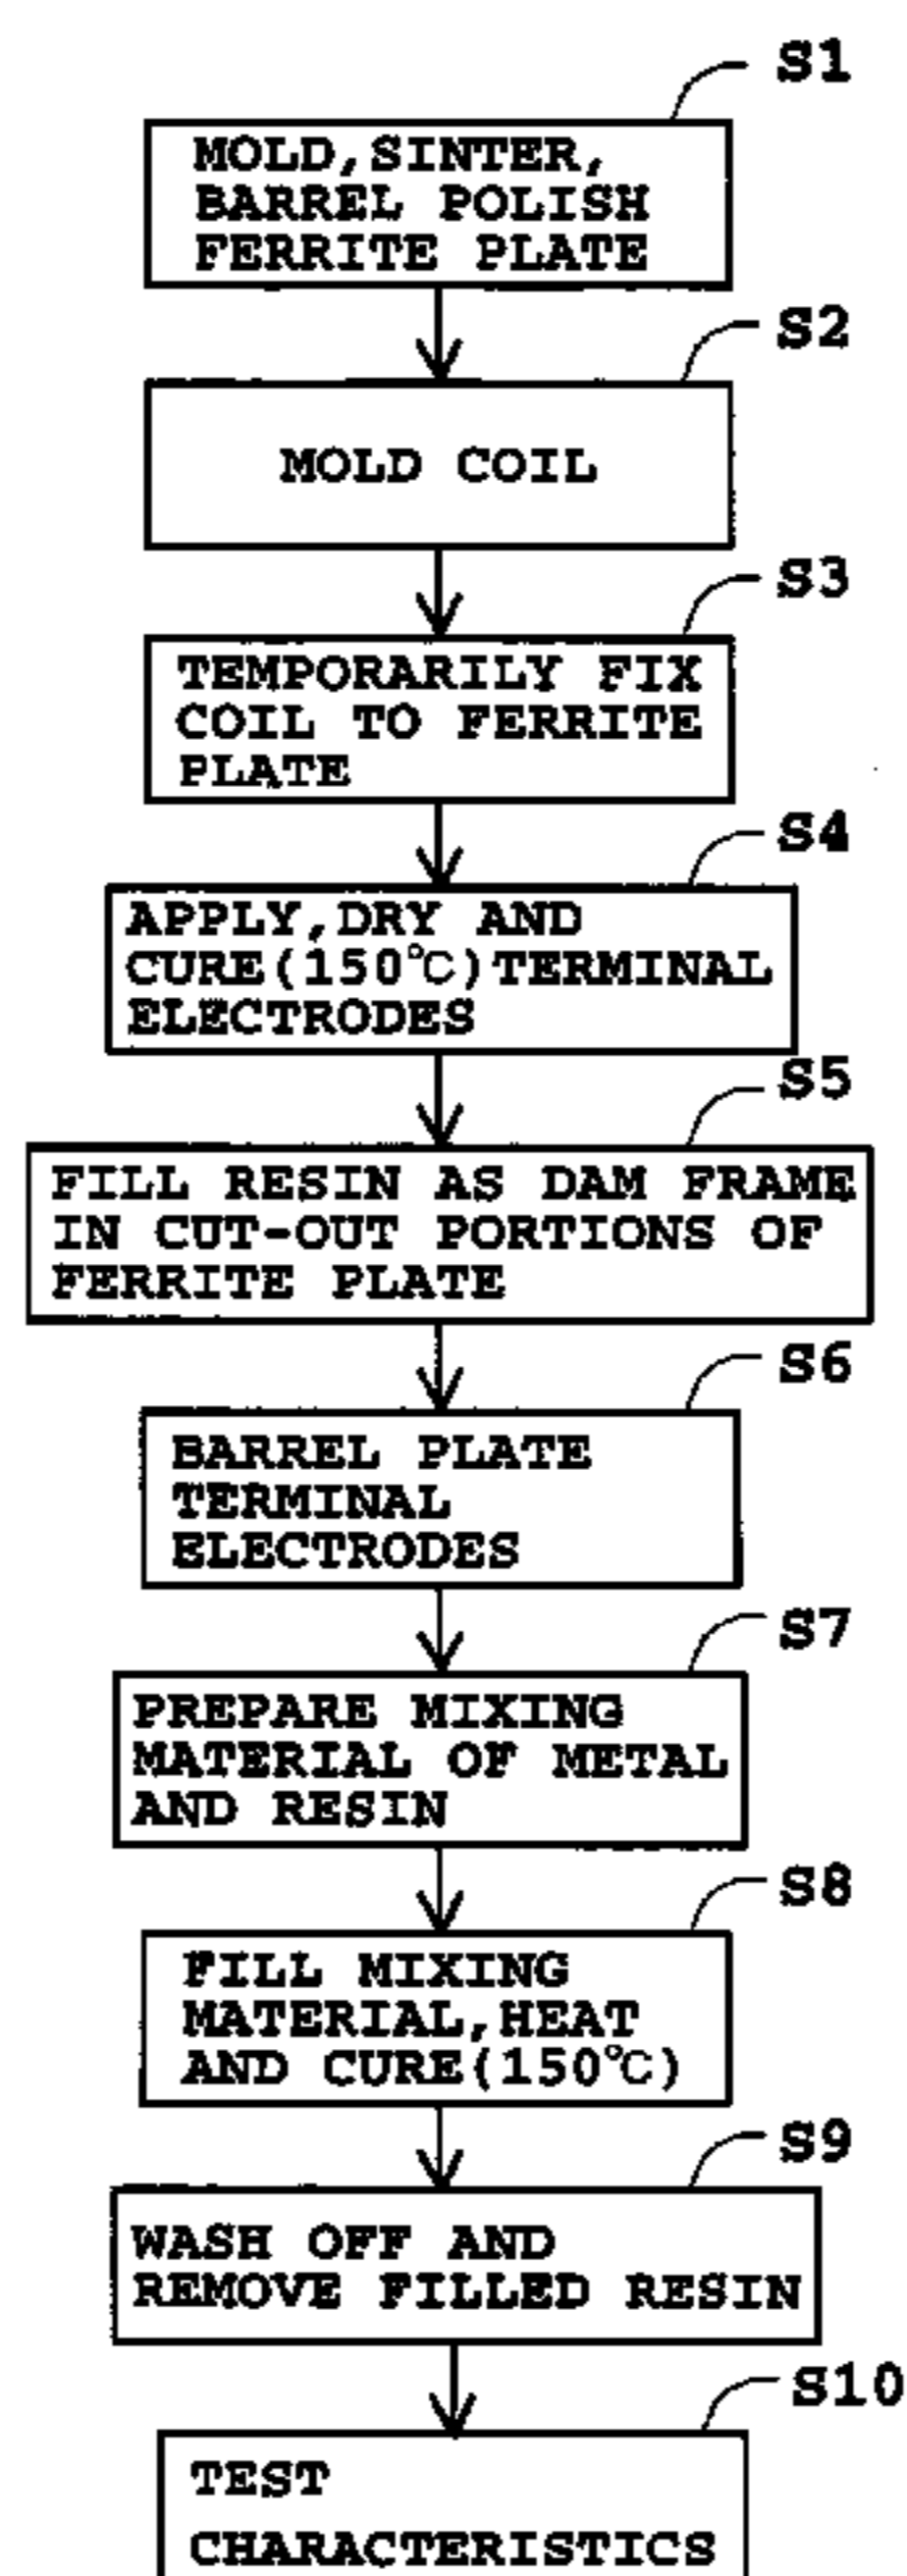 S1
MOLD,SINTER,
BARREL POLISH
FERRITE PLATE
S2
MOLD COIL
S3
TEMPORARILY FIX
COIL TO FERRITE
PLATE
S4
APPLY,DRY AND
CURE(150℃)TERMINAL
ELECTRODES
S5
FILL RESIN AS DAM FRAME
IN CUT-OUT PORTIONS OF
FERRITE PLATE
S6
BARREL PLATE
TERMINAL
ELECTRODES
S7
PREPARE MIXING
MATERIAL OF METAL
AND RESIN
S8
FILL MIXING
MATERIAL,HEAT
AND CURE(150℃)
S9
WASH OFF AND
REMOVE FILLED RESIN
S10
TEST
CHARACTERISTICS